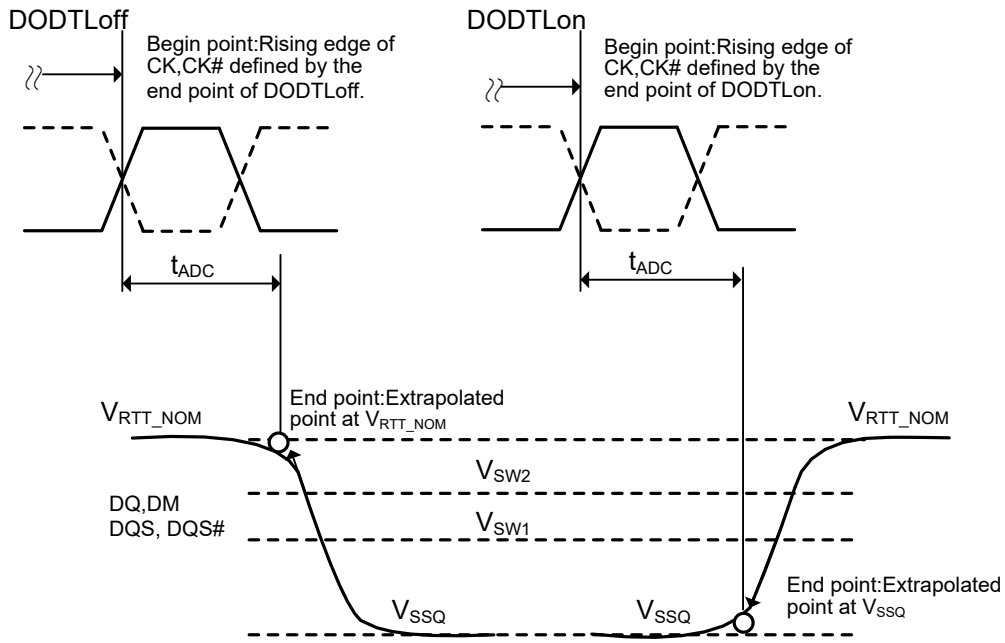 DODTLoff
Begin point:Rising edge of
CK,CK# defined by the
end point of DODTLoff.
DODTLon
Begin point:Rising edge of
CK,CK# defined by the
end point of DODTLon.
tADC
tADC
VRTT_NOM
End point:Extrapolated
point at VRTT_NOM
VRTT_NOM
VSW2
DQ,DM
DQS, DQS#
VSW1
VSSQ
VSSQ
End point:Extrapolated
point at VSSQ